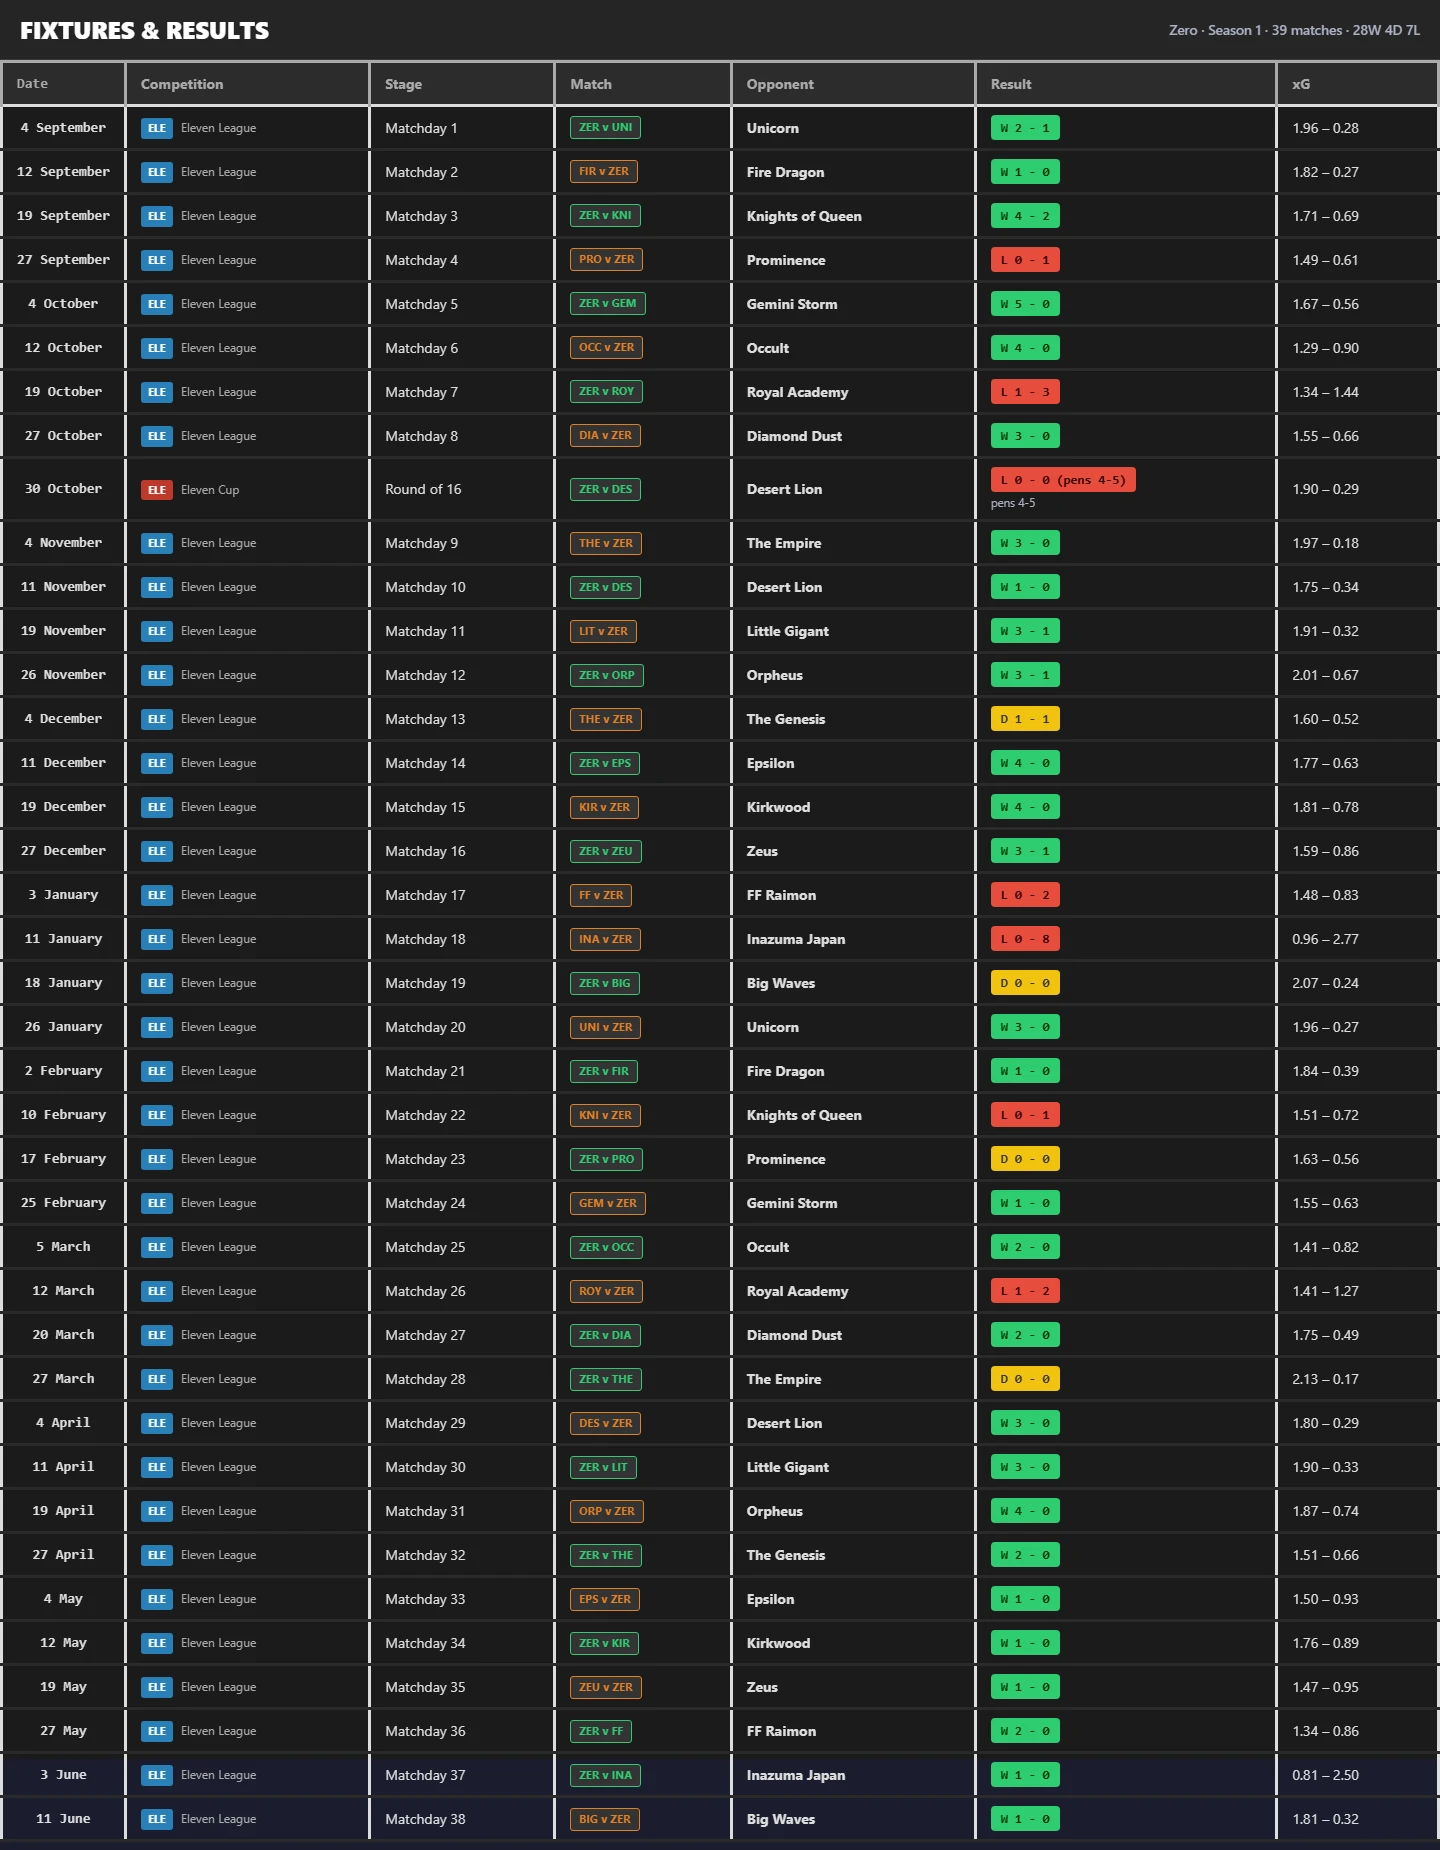 FIXTURES & RESULTS
Zero · Season 1 · 39 matches · 28W 4D 7L
Date Competition Stage Match Opponent Result xG
4 September ELE Eleven League Matchday 1 ZER v UNI Unicorn W 2 - 1 1.96 – 0.28
12 September ELE Eleven League Matchday 2 FIR v ZER Fire Dragon W 1 - 0 1.82 – 0.27
19 September ELE Eleven League Matchday 3 ZER v KNI Knights of Queen W 4 - 2 1.71 – 0.69
27 September ELE Eleven League Matchday 4 PRO v ZER Prominence L 0 - 1 1.49 – 0.61
4 October ELE Eleven League Matchday 5 ZER v GEM Gemini Storm W 5 - 0 1.67 – 0.56
12 October ELE Eleven League Matchday 6 OCC v ZER Occult W 4 - 0 1.29 – 0.90
19 October ELE Eleven League Matchday 7 ZER v ROY Royal Academy L 1 - 3 1.34 – 1.44
27 October ELE Eleven League Matchday 8 DIA v ZER Diamond Dust W 3 - 0 1.55 – 0.66
30 October ELE Eleven Cup Round of 16 ZER v DES Desert Lion L 0 - 0 (pens 4-5) 1.90 – 0.29
pens 4-5
4 November ELE Eleven League Matchday 9 THE v ZER The Empire W 3 - 0 1.97 – 0.18
11 November ELE Eleven League Matchday 10 ZER v DES Desert Lion W 1 - 0 1.75 – 0.34
19 November ELE Eleven League Matchday 11 LIT v ZER Little Gigant W 3 - 1 1.91 – 0.32
26 November ELE Eleven League Matchday 12 ZER v ORP Orpheus W 3 - 1 2.01 – 0.67
4 December ELE Eleven League Matchday 13 THE v ZER The Genesis D 1 - 1 1.60 – 0.52
11 December ELE Eleven League Matchday 14 ZER v EPS Epsilon W 4 - 0 1.77 – 0.63
19 December ELE Eleven League Matchday 15 KIR v ZER Kirkwood W 4 - 0 1.81 – 0.78
27 December ELE Eleven League Matchday 16 ZER v ZEU Zeus W 3 - 1 1.59 – 0.86
3 January ELE Eleven League Matchday 17 FF v ZER FF Raimon L 0 - 2 1.48 – 0.83
11 January ELE Eleven League Matchday 18 INA v ZER Inazuma Japan L 0 - 8 0.96 – 2.77
18 January ELE Eleven League Matchday 19 ZER v BIG Big Waves D 0 - 0 2.07 – 0.24
26 January ELE Eleven League Matchday 20 UNI v ZER Unicorn W 3 - 0 1.96 – 0.27
2 February ELE Eleven League Matchday 21 ZER v FIR Fire Dragon W 1 - 0 1.84 – 0.39
10 February ELE Eleven League Matchday 22 KNI v ZER Knights of Queen L 0 - 1 1.51 – 0.72
17 February ELE Eleven League Matchday 23 ZER v PRO Prominence D 0 - 0 1.63 – 0.56
25 February ELE Eleven League Matchday 24 GEM v ZER Gemini Storm W 1 - 0 1.55 – 0.63
5 March ELE Eleven League Matchday 25 ZER v OCC Occult W 2 - 0 1.41 – 0.82
12 March ELE Eleven League Matchday 26 ROY v ZER Royal Academy L 1 - 2 1.41 – 1.27
20 March ELE Eleven League Matchday 27 ZER v DIA Diamond Dust W 2 - 0 1.75 – 0.49
27 March ELE Eleven League Matchday 28 ZER v THE The Empire D 0 - 0 2.13 – 0.17
4 April ELE Eleven League Matchday 29 DES v ZER Desert Lion W 3 - 0 1.80 – 0.29
11 April ELE Eleven League Matchday 30 ZER v LIT Little Gigant W 3 - 0 1.90 – 0.33
19 April ELE Eleven League Matchday 31 ORP v ZER Orpheus W 4 - 0 1.87 – 0.74
27 April ELE Eleven League Matchday 32 ZER v THE The Genesis W 2 - 0 1.51 – 0.66
4 May ELE Eleven League Matchday 33 EPS v ZER Epsilon W 1 - 0 1.50 – 0.93
12 May ELE Eleven League Matchday 34 ZER v KIR Kirkwood W 1 - 0 1.76 – 0.89
19 May ELE Eleven League Matchday 35 ZEU v ZER Zeus W 1 - 0 1.47 – 0.95
27 May ELE Eleven League Matchday 36 ZER v FF FF Raimon W 2 - 0 1.34 – 0.86
3 June ELE Eleven League Matchday 37 ZER v INA Inazuma Japan W 1 - 0 0.81 – 2.50
11 June ELE Eleven League Matchday 38 BIG v ZER Big Waves W 1 - 0 1.81 – 0.32